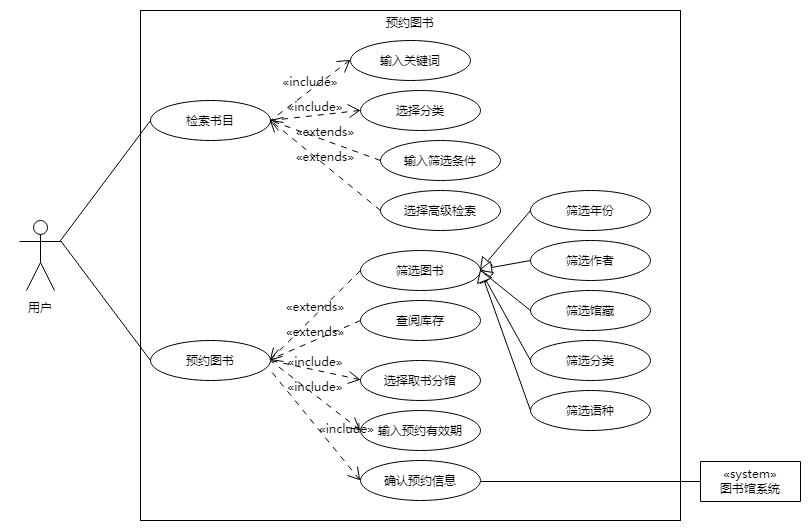 预约图书
输入关键词
«include»
选择分类
«include»
检索书目
«extends»
输入筛选条件
«extends»
选择高级检索
筛选年份
筛选作者
筛选图书
用户
«extends»
查阅库存
筛选馆藏
«extends»
预约图书
«include»
选择取书分馆
筛选分类
«include»
输入预约有效期
筛选语种
«include»
确认预约信息
«system»
图书馆系统